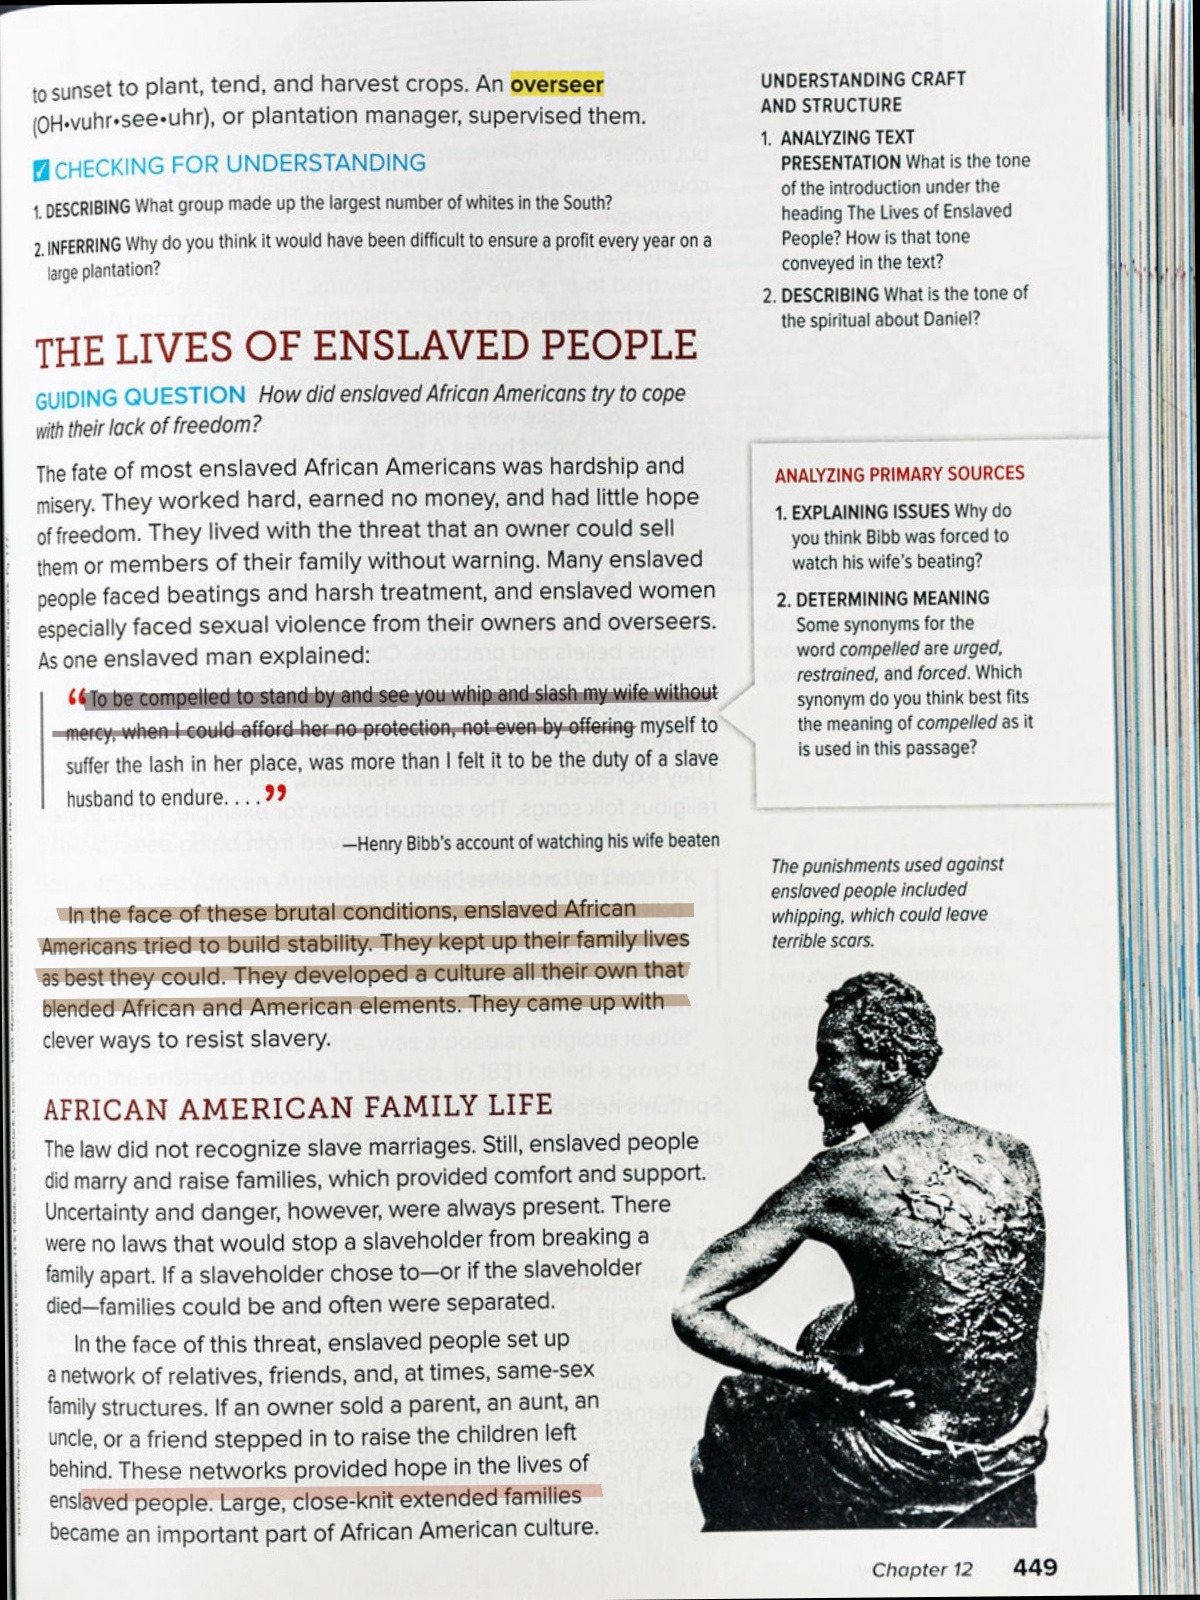 to sunset to plant, tend, and harvest crops. An overseer
(OH•vuhr•see•uhr), or plantation manager, supervised them.
CHECKING FOR UNDERSTANDING
1. DESCRIBING What group made up the largest number of whites in the South?
2. INFERRING Why do you think it would have been difficult to ensure a profit every year on a
large plantation?
THE LIVES OF ENSLAVED PEOPLE
GUIDING QUESTION How did enslaved African Americans try to cope
with their lack of freedom?
The fate of most enslaved African Americans was hardship and
misery. They worked hard, earned no money, and had little hope
of freedom. They lived with the threat that an owner could sell
them or members of their family without warning. Many enslaved
people faced beatings and harsh treatment, and enslaved women
especially faced sexual violence from their owners and overseers.
As one enslaved man explained:
“To be compelled to stand by and see you whip and slash my wife without
mercy, when I could afford her no protection, not even by offering myself to
suffer the lash in her place, was more than I felt it to be the duty of a slave
husband to endure. . . .”
—Henry Bibb's account of watching his wife beaten
In the face of these brutal conditions, enslaved African
Americans tried to build stability. They kept up their family lives
as best they could. They developed a culture all their own that
blended African and American elements. They came up with
clever ways to resist slavery.
AFRICAN AMERICAN FAMILY LIFE
The law did not recognize slave marriages. Still, enslaved people
did marry and raise families, which provided comfort and support.
Uncertainty and danger, however, were always present. There
were no laws that would stop a slaveholder from breaking a
family apart. If a slaveholder chose to—or if the slaveholder
died—families could be and often were separated.
In the face of this threat, enslaved people set up
a network of relatives, friends, and, at times, same-sex
family structures. If an owner sold a parent, an aunt, an
uncle, or a friend stepped in to raise the children left
behind. These networks provided hope in the lives of
enslaved people. Large, close-knit extended families
became an important part of African American culture.
UNDERSTANDING CRAFT
AND STRUCTURE
1. ANALYZING TEXT
PRESENTATION What is the tone
of the introduction under the
heading The Lives of Enslaved
People? How is that tone
conveyed in the text?
2. DESCRIBING What is the tone of
the spiritual about Daniel?
ANALYZING PRIMARY SOURCES
1. EXPLAINING ISSUES Why do
you think Bibb was forced to
watch his wife's beating?
2. DETERMINING MEANING
Some synonyms for the
word compelled are urged,
restrained, and forced. Which
synonym do you think best fits
the meaning of compelled as it
is used in this passage?
The punishments used against
enslaved people included
whipping, which could leave
terrible scars.
Chapter 12 449